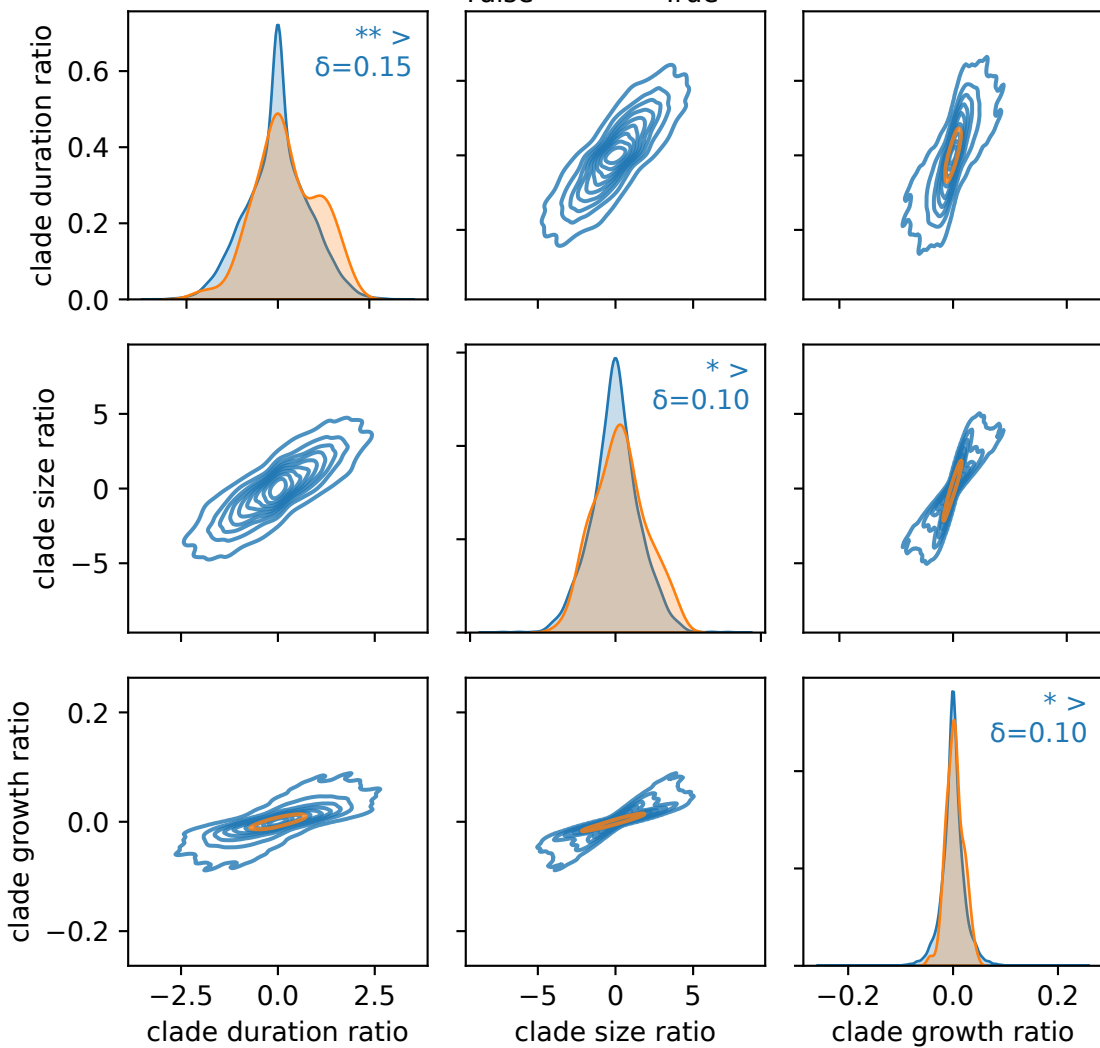 clade duration ratio
0.6
0.4
0.2
0.0
** >
δ=0.15
clade size ratio
5
0
−5
* >
δ=0.10
clade growth ratio
0.2
0.0
−0.2
* >
δ=0.10
−2.5 0.0 2.5
−5 0 5
−0.2 0.0 0.2
clade duration ratio
clade size ratio
clade growth ratio